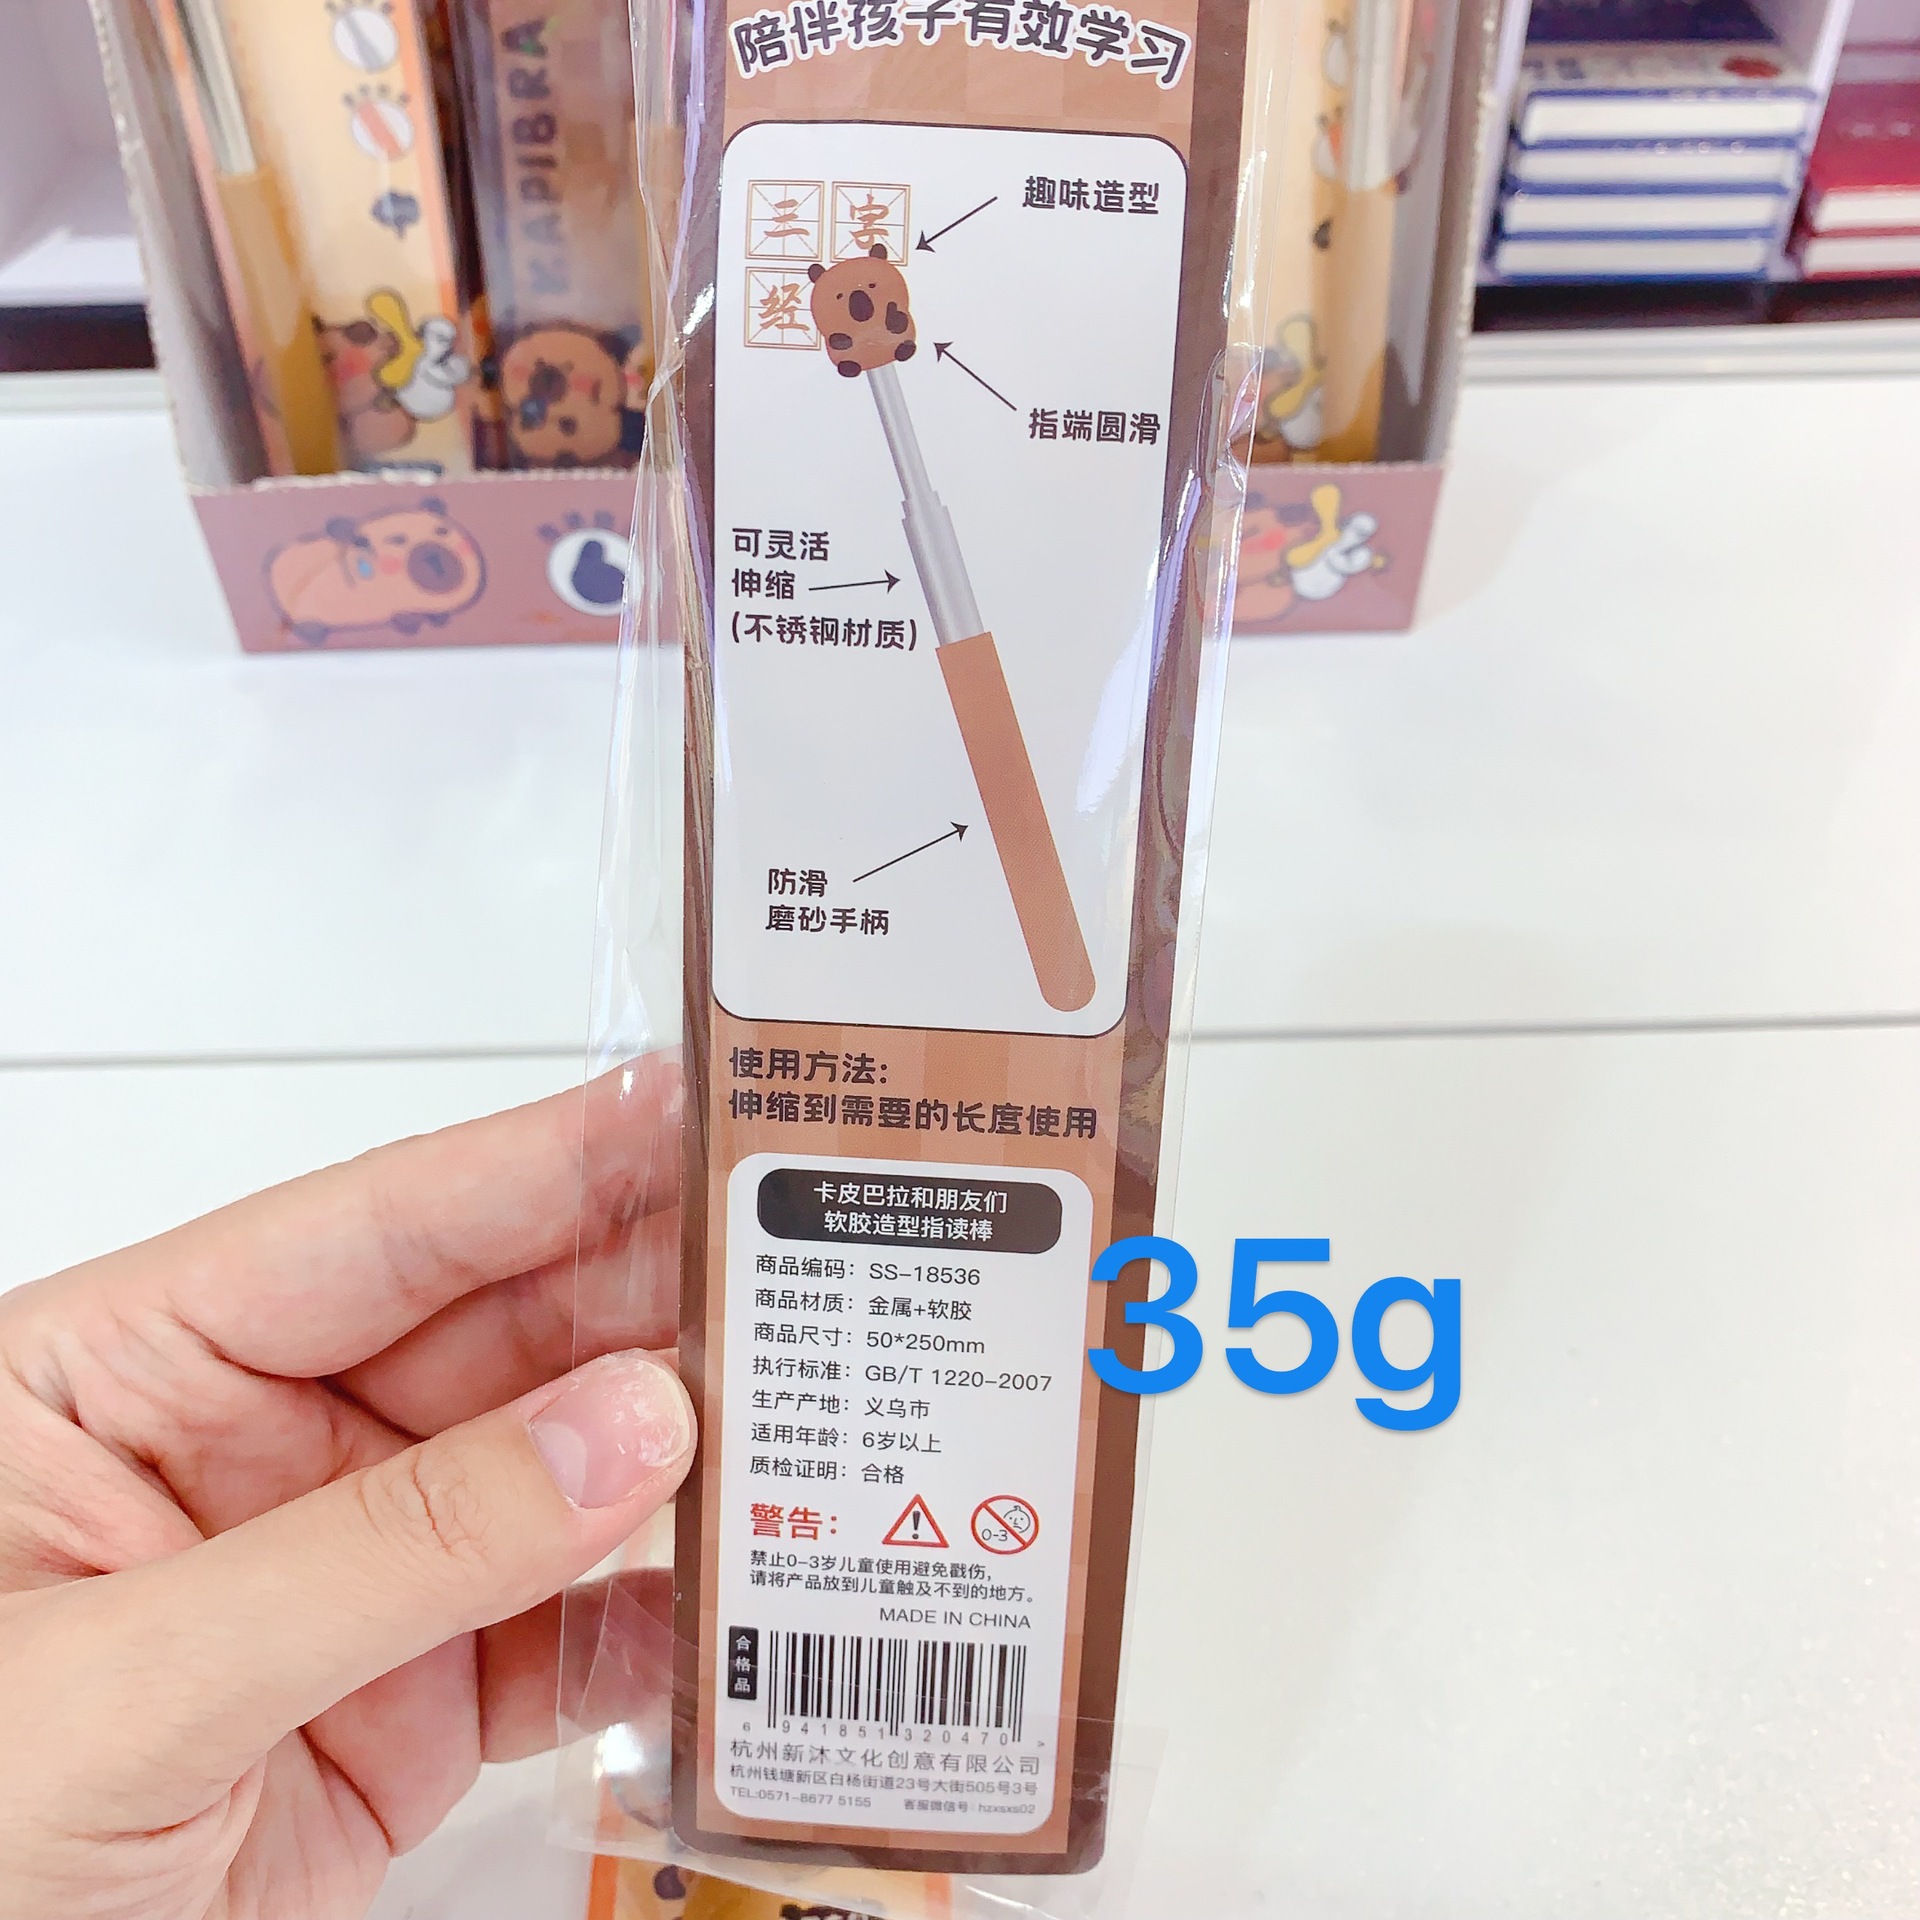 陪伴孩子有效学习
KAPIBRA
三字
经
趣味造型
指端圆滑
可灵活
伸缩
(不锈钢材质)
防滑
磨砂手柄
使用方法:
伸缩到需要的长度使用
卡皮巴拉和朋友们
软胶造型指读棒
商品编码：SS-18536
商品材质：金属+软胶
商品尺寸：50*250mm
执行标准：GB/T 1220-2007
生产产地：义乌市
适用年龄：6岁以上
质检证明：合格
35g
警告：
0-3
禁止0-3岁儿童使用避免戳伤，
请将产品放到儿童触及不到的地方。
MADE IN CHINA
合格品
6 941851 320470 >
杭州新沐文化创意有限公司
杭州钱塘新区白杨街道23号大街505号3号
TEL:0571-8677 5155 客服微信号：hzxsxs02